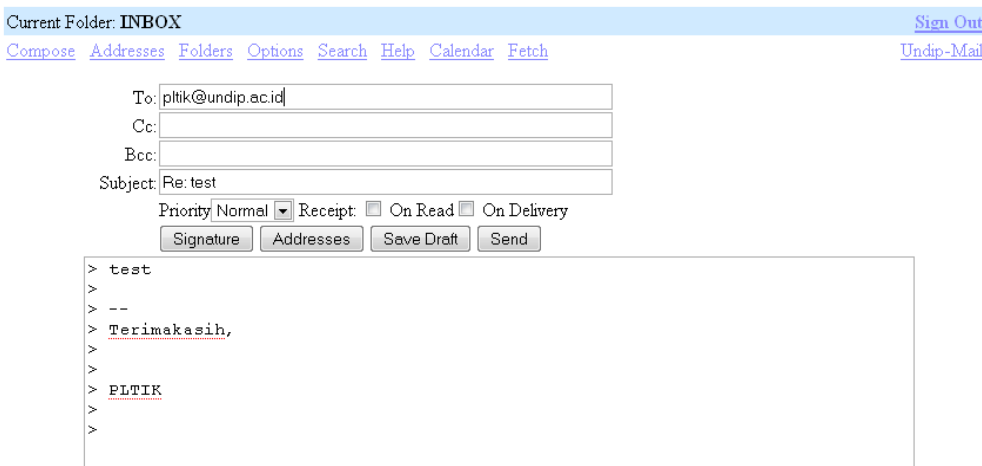 Current Folder: INBOX Sign Out
Compose Addresses Folders Options Search Help Calendar Fetch Undip-Mail
To: pltik@undip.ac.id
Cc:
Bcc:
Subject: Re: test
Priority Normal Receipt: On Read On Delivery
Signature Addresses Save Draft Send
> test
>
> --
> Terimakasih,
>
>
> PLTIK
>
>